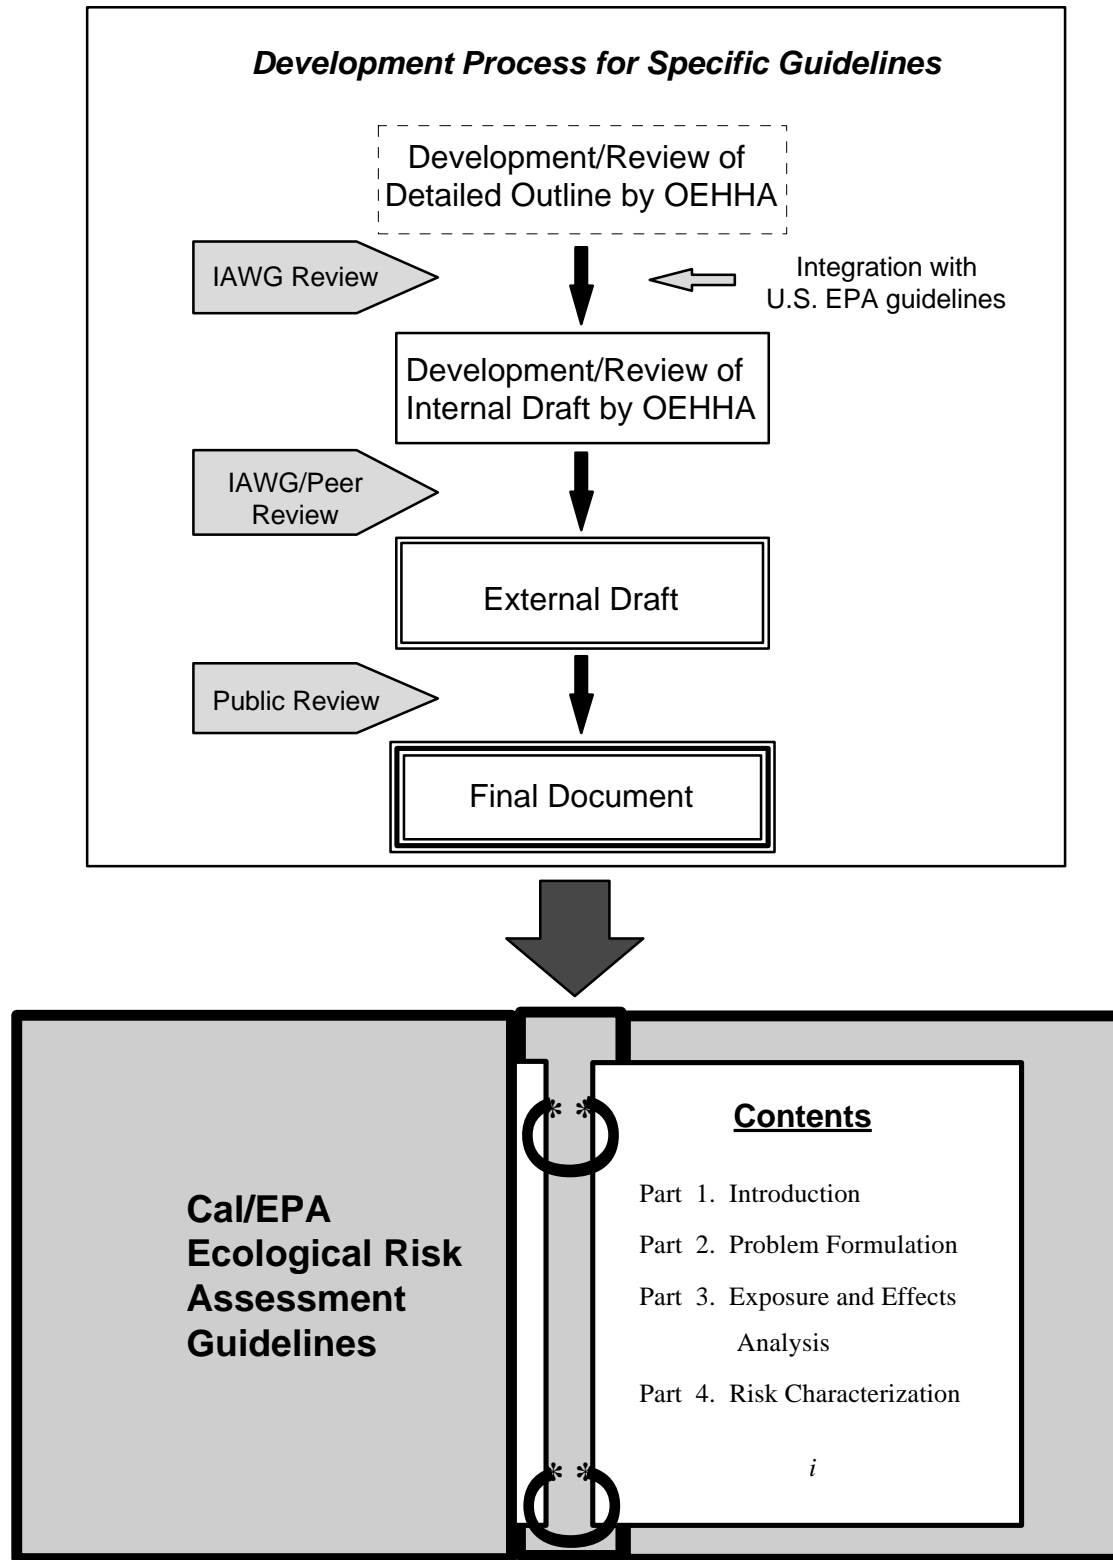 Development Process for Specific Guidelines
Development/Review of
Detailed Outline by OEHHA
IAWG Review
Integration with
U.S. EPA guidelines
Development/Review of
Internal Draft by OEHHA
IAWG/Peer
Review
External Draft
Public Review
Final Document
Cal/EPA
Ecological Risk
Assessment
Guidelines
* *
Contents
Part 1. Introduction
Part 2. Problem Formulation
Part 3. Exposure and Effects
Analysis
Part 4. Risk Characterization
i
* *